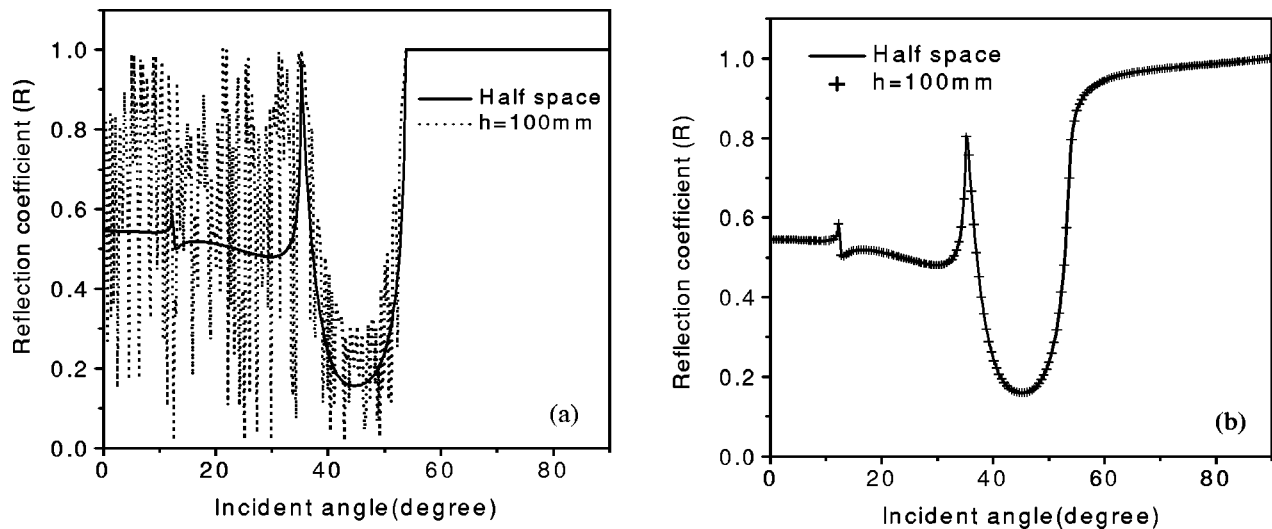 (a)
Reflection coefficient (R)
1.0
0.8
0.6
0.4
0.2
0.0
Half space
h=100mm
0
20
40
60
80
Incident angle(degree)
(b)
Reflection coefficient (R)
1.0
0.8
0.6
0.4
0.2
0.0
Half space
h=100mm
0
20
40
60
80
Incident angle(degree)